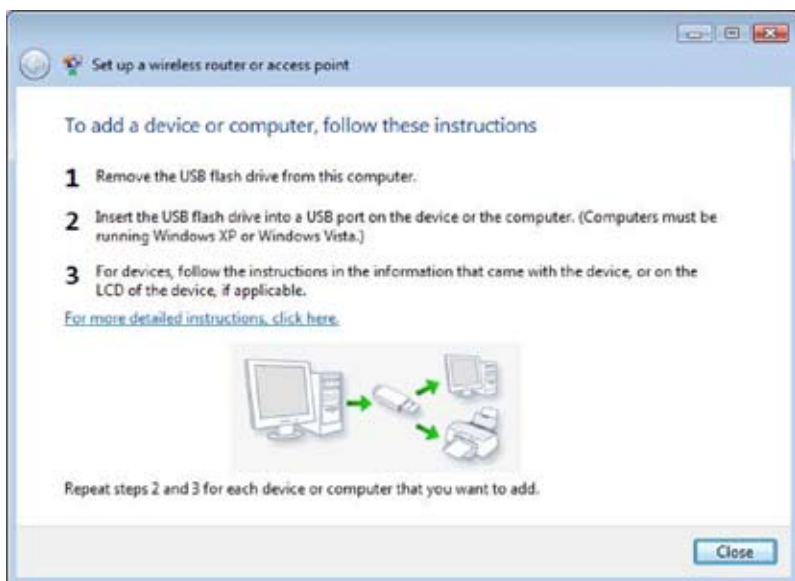 Set up a wireless router or access point
To add a device or computer, follow these instructions
1 Remove the USB flash drive from this computer.
2 Insert the USB flash drive into a USB port on the device or the computer. (Computers must be
running Windows XP or Windows Vista.)
3 For devices, follow the instructions in the information that came with the device, or on the
LCD of the device, if applicable.
For more detailed instructions, click here.
Repeat steps 2 and 3 for each device or computer that you want to add.
Close